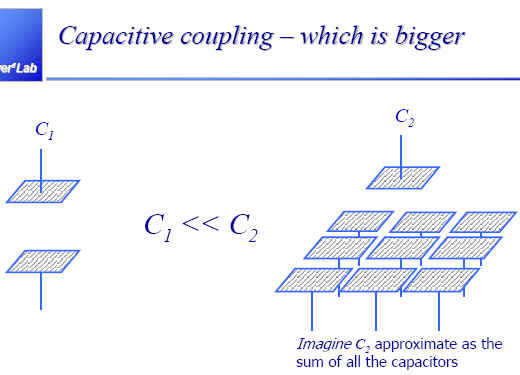 Capacitive coupling – which is bigger
Lab
C1
C2
C1 << C2
Imagine C2 approximate as the
sum of all the capacitors